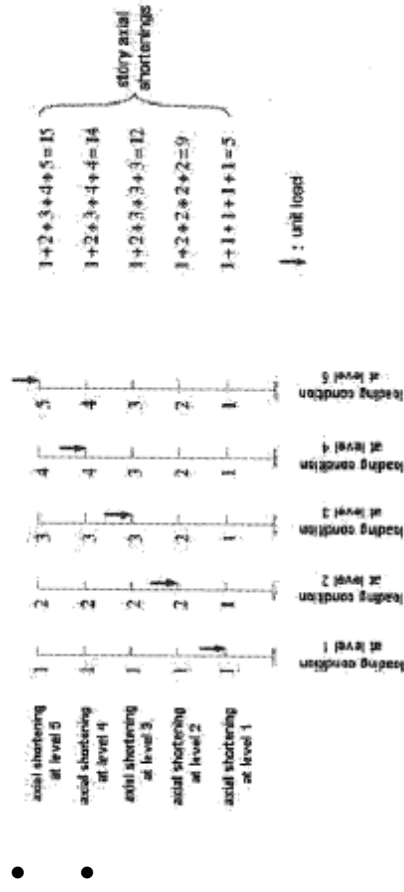 story axial
shortenings
axial shortening
at level 5
1 2 3 4 5
1+2+3+4+5=15
axial shortening
at level 4
1 2 3 4 4
1+2+3+4+4=14
axial shortening
at level 3
1 2 3 3 3
1+2+3+3+3=12
axial shortening
at level 2
1 2 2 2 2
1+2+2+2+2=9
axial shortening
at level 1
1 1 1 1 1
1+1+1+1+1=5
loading condition
at level 1
loading condition
at level 2
loading condition
at level 3
loading condition
at level 4
loading condition
at level
: unit load